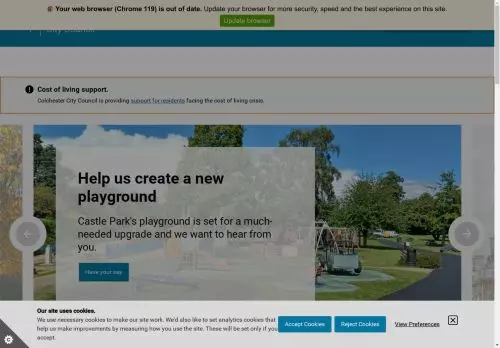 Your web browser (Chrome 119) is out of date. Update your browser for more security, speed and the best experience on this site.
Update browser
City Council
Cost of living support.
Colchester City Council is providing support for residents facing the cost of living crisis.
Help us create a new
playground
Castle Park's playground is set for a much-
needed upgrade and we want to hear from
you.
Have your say
Our site uses cookies.
We use necessary cookies to make our site work. We'd also like to set analytics cookies that
help us make improvements by measuring how you use the site. These will be set only if you
accept.
Accept Cookies
Reject Cookies
View Preferences